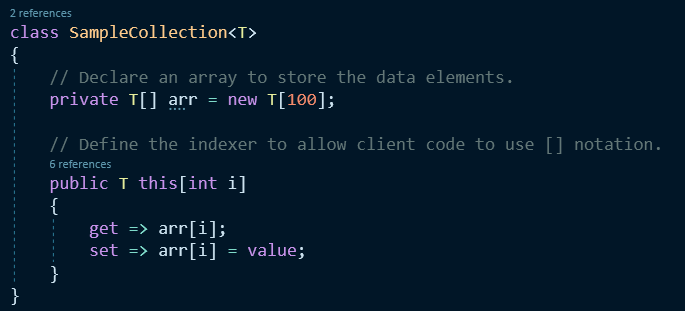 2 references
class SampleCollection<T>
{
    // Declare an array to store the data elements.
    private T[] arr = new T[100];

    // Define the indexer to allow client code to use [] notation.
    6 references
    public T this[int i]
    {
        get => arr[i];
        set => arr[i] = value;
    }
}